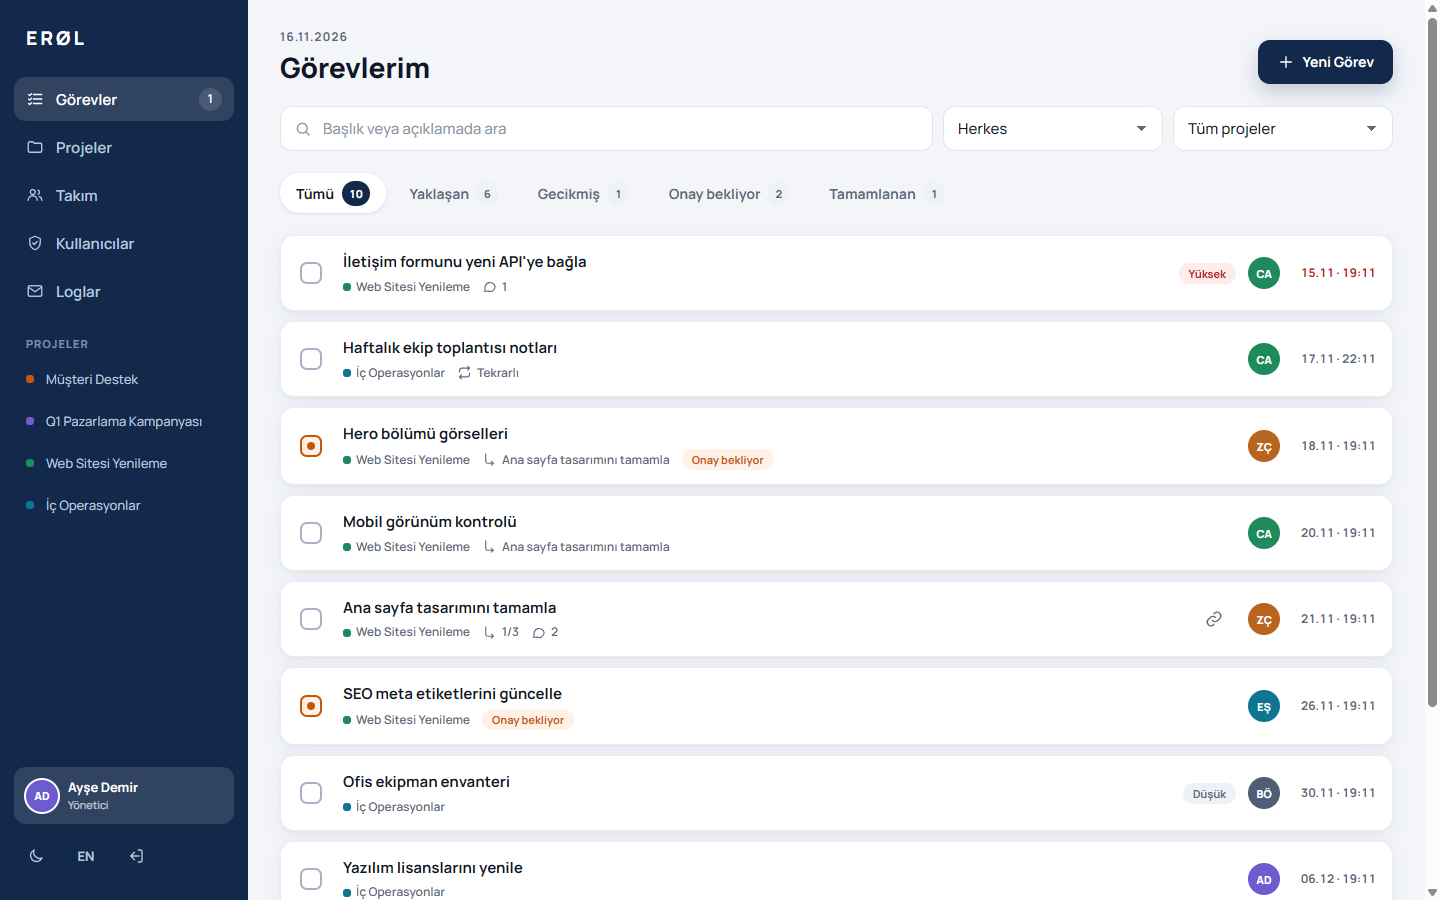 ERØL
Görevler 1
Projeler
Takım
Kullanıcılar
Loglar
PROJELER
Müşteri Destek
Q1 Pazarlama Kampanyası
Web Sitesi Yenileme
İç Operasyonlar
AD Ayşe Demir
Yönetici
EN
16.11.2026
Görevlerim
Yeni Görev
Başlık veya açıklamada ara
Herkes
Tüm projeler
Tümü 10 Yaklaşan 6 Gecikmiş 1 Onay bekliyor 2 Tamamlanan 1
İletişim formunu yeni API'ye bağla
Web Sitesi Yenileme 1
Yüksek CA 15.11 · 19:11
Haftalık ekip toplantısı notları
İç Operasyonlar Tekrarlı
CA 17.11 · 22:11
Hero bölümü görselleri
Web Sitesi Yenileme Ana sayfa tasarımını tamamla Onay bekliyor
ZÇ 18.11 · 19:11
Mobil görünüm kontrolü
Web Sitesi Yenileme Ana sayfa tasarımını tamamla
CA 20.11 · 19:11
Ana sayfa tasarımını tamamla
Web Sitesi Yenileme 1/3 2
ZÇ 21.11 · 19:11
SEO meta etiketlerini güncelle
Web Sitesi Yenileme Onay bekliyor
EŞ 26.11 · 19:11
Ofis ekipman envanteri
İç Operasyonlar
Düşük BÖ 30.11 · 19:11
Yazılım lisanslarını yenile
İç Operasyonlar
AD 06.12 · 19:11